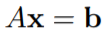 Ax = b